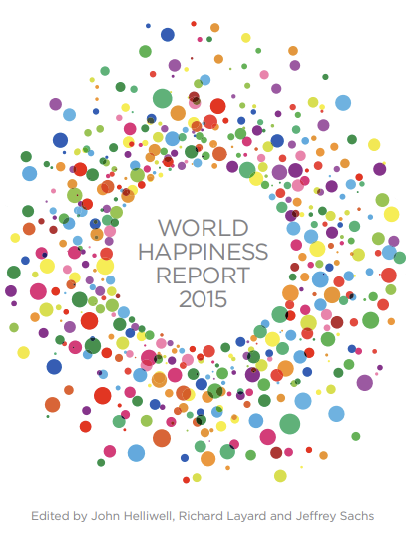 WORLD
HAPPINESS
REPORT
2015
Edited by John Helliwell, Richard Layard and Jeffrey Sachs